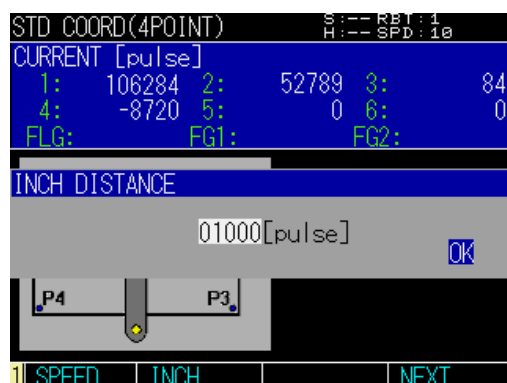 STD COORD(4POINT) S:-- RBT:1
H:-- SPD:10
CURRENT [pulse]
1: 106284 2: 52789 3: 84
4: -8720 5: 0 6: 0
FLG: FG1: FG2:
INCH DISTANCE
01000[pulse]
OK
P4 P3
1 SPEED INCH NEXT